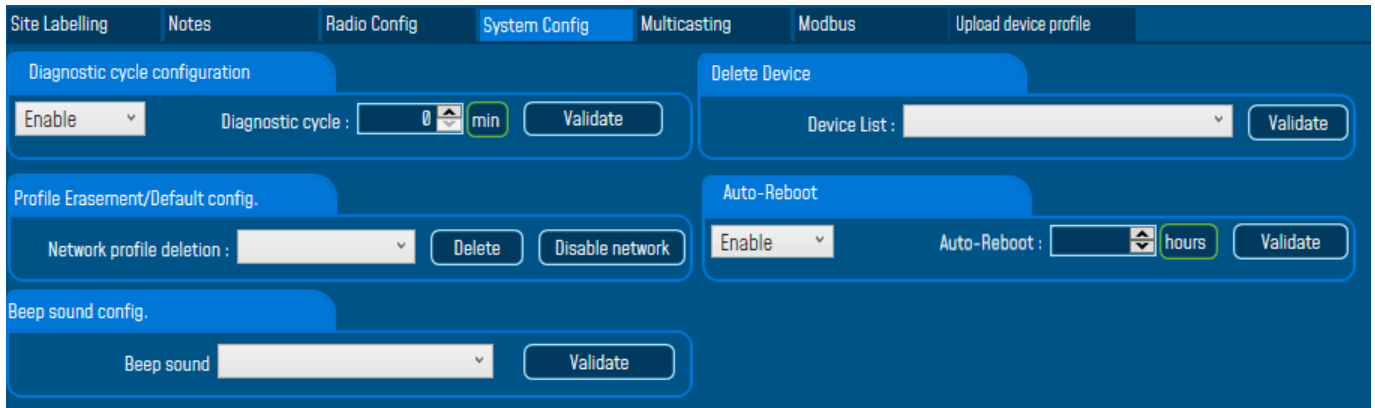 Site Labelling Notes Radio Config System Config Multicasting Modbus Upload device profile
Diagnostic cycle configuration
Enable Diagnostic cycle : 0 min Validate
Delete Device
Device List : Validate
Profile Erasement/Default config.
Network profile deletion : Delete Disable network
Auto-Reboot
Enable Auto-Reboot : hours Validate
Beep sound config.
Beep sound Validate